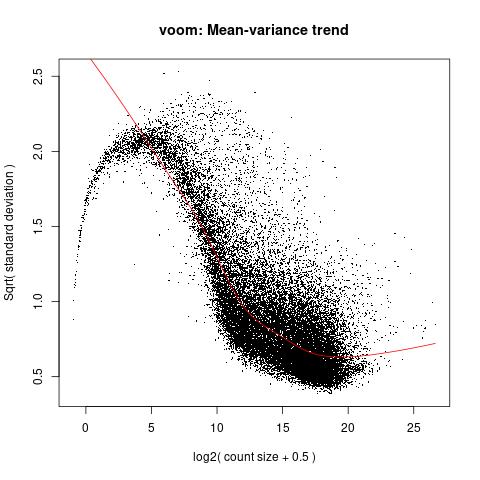 voom: Mean-variance trend
Sqrt( standard deviation )
2.5
2.0
1.5
1.0
0.5
0 5 10 15 20 25
log2( count size + 0.5 )